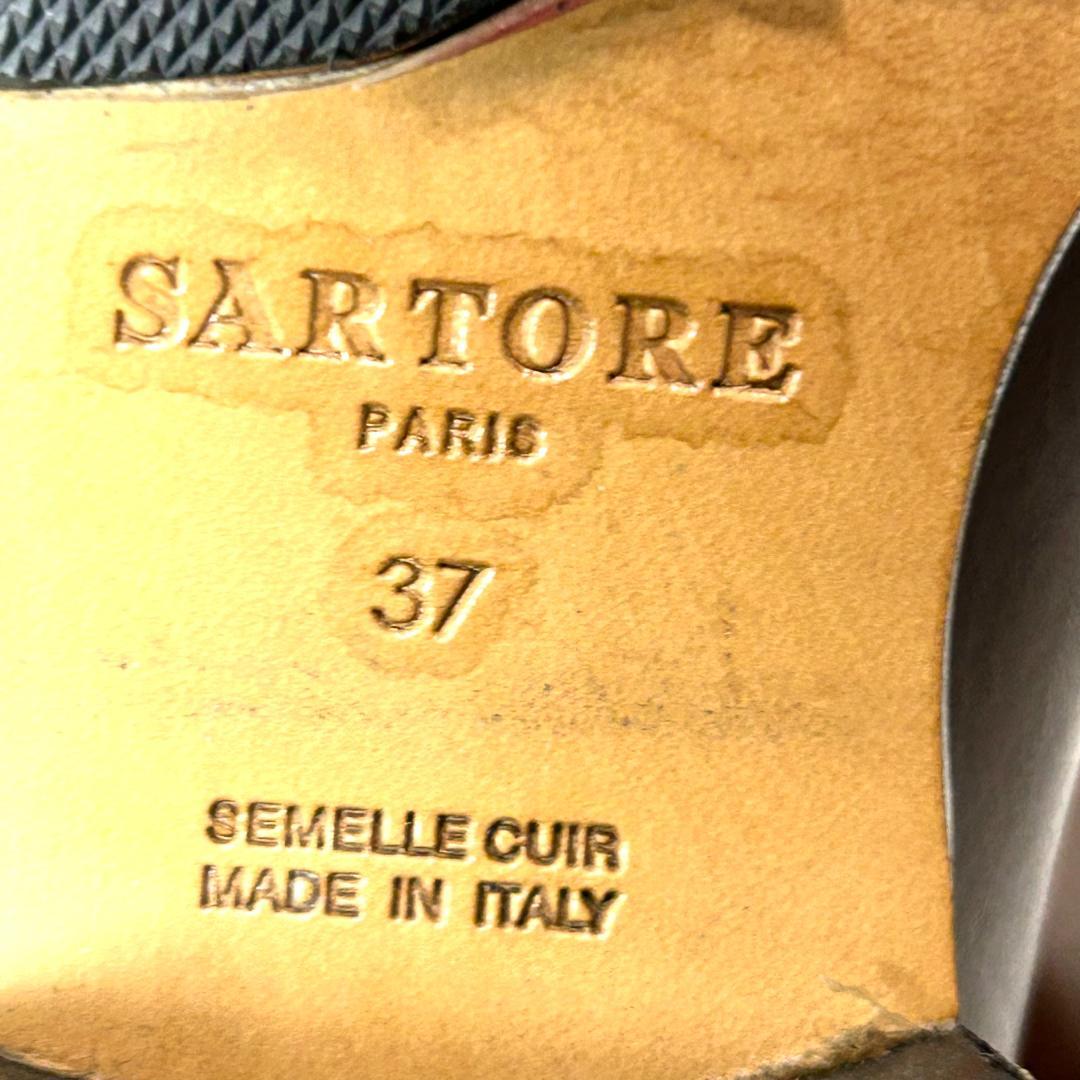 SARTORE
PARIS
37
SEMELLE CUIR
MADE IN ITALY